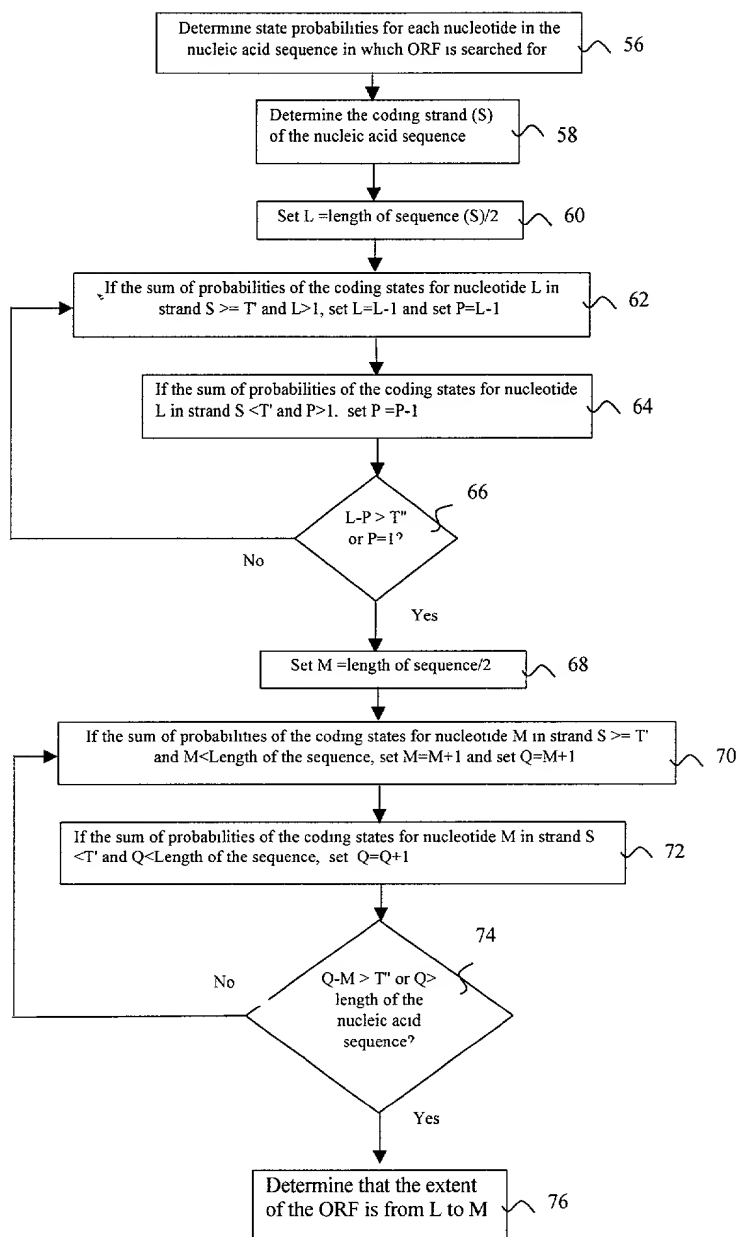 Determine state probabilities for each nucleotide in the
nucleic acid sequence in which ORF is searched for
56
Determine the coding strand (S)
of the nucleic acid sequence
58
Set L =length of sequence (S)/2
60
If the sum of probabilities of the coding states for nucleotide L in
strand S >= T' and L>1, set L=L-1 and set P=L-1
62
If the sum of probabilities of the coding states for nucleotide
L in strand S <T' and P>1. set P =P-1
64
66
L-P > T"
or P=1?
No
Yes
Set M =length of sequence/2
68
If the sum of probabilities of the coding states for nucleotide M in strand S >= T'
and M<Length of the sequence, set M=M+1 and set Q=M+1
70
If the sum of probabilities of the coding states for nucleotide M in strand S
<T' and Q<Length of the sequence, set Q=Q+1
72
74
No
Q-M > T" or Q>
length of the
nucleic acid
sequence?
Yes
Determine that the extent
of the ORF is from L to M
76